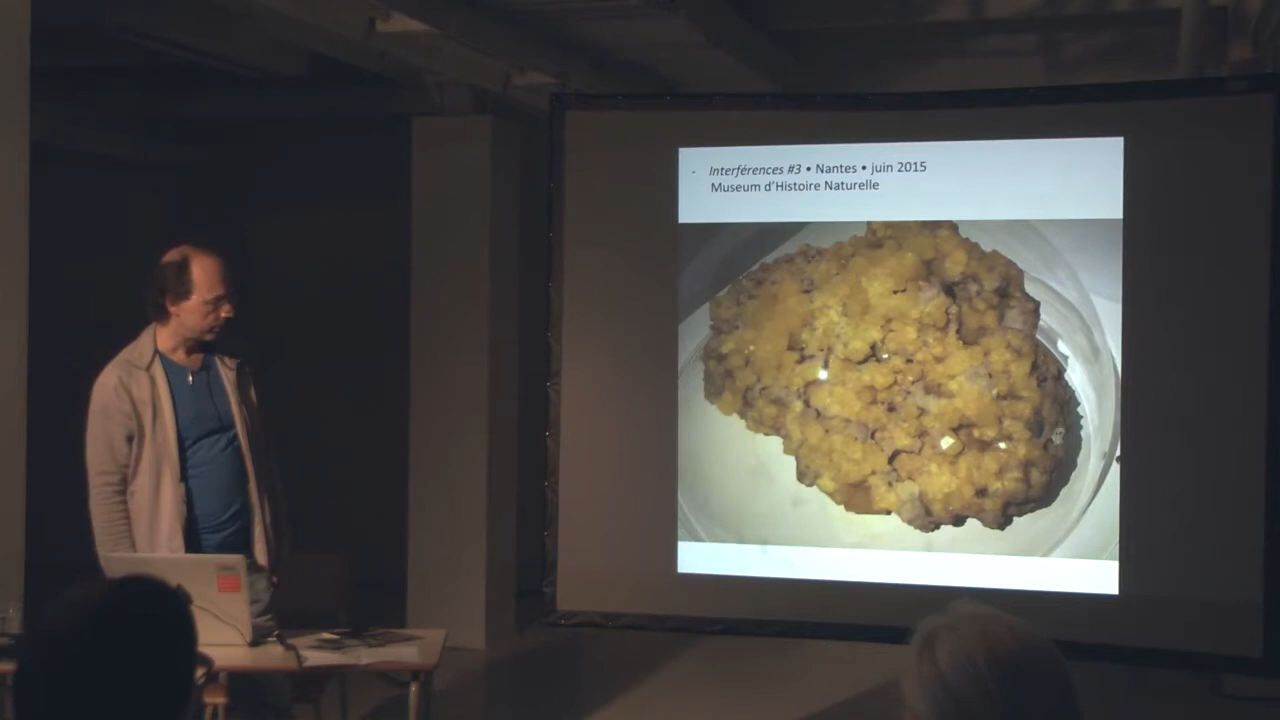 - Interférences #3 • Nantes • juin 2015
Museum d'Histoire Naturelle